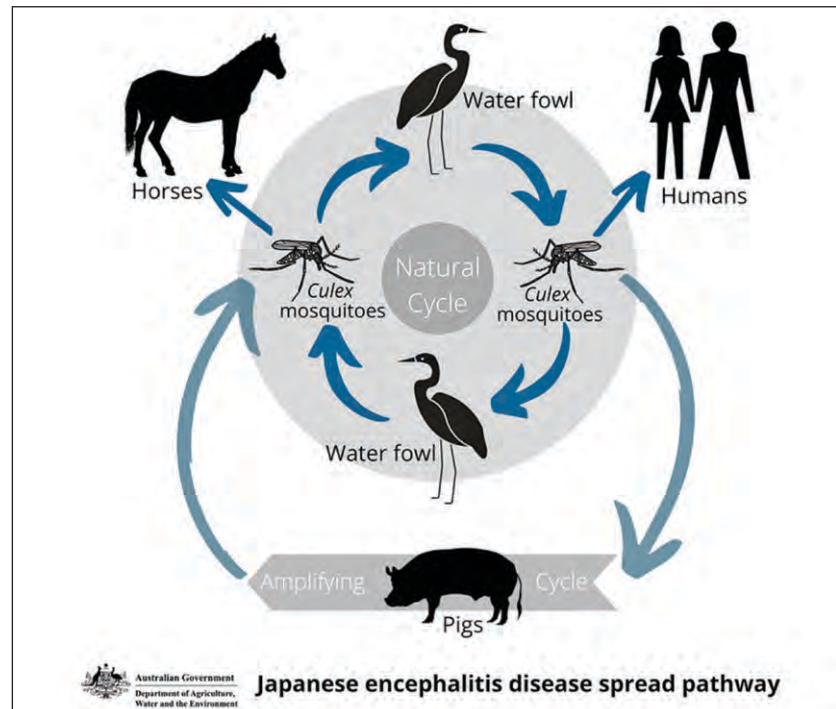 Water fowl
Horses
Humans
Culex
mosquitoes
Natural
Cycle
Culex
mosquitoes
Water fowl
Amplifying
Cycle
Pigs
Australian Government
Department of Agriculture,
Water and the Environment
Japanese encephalitis disease spread pathway